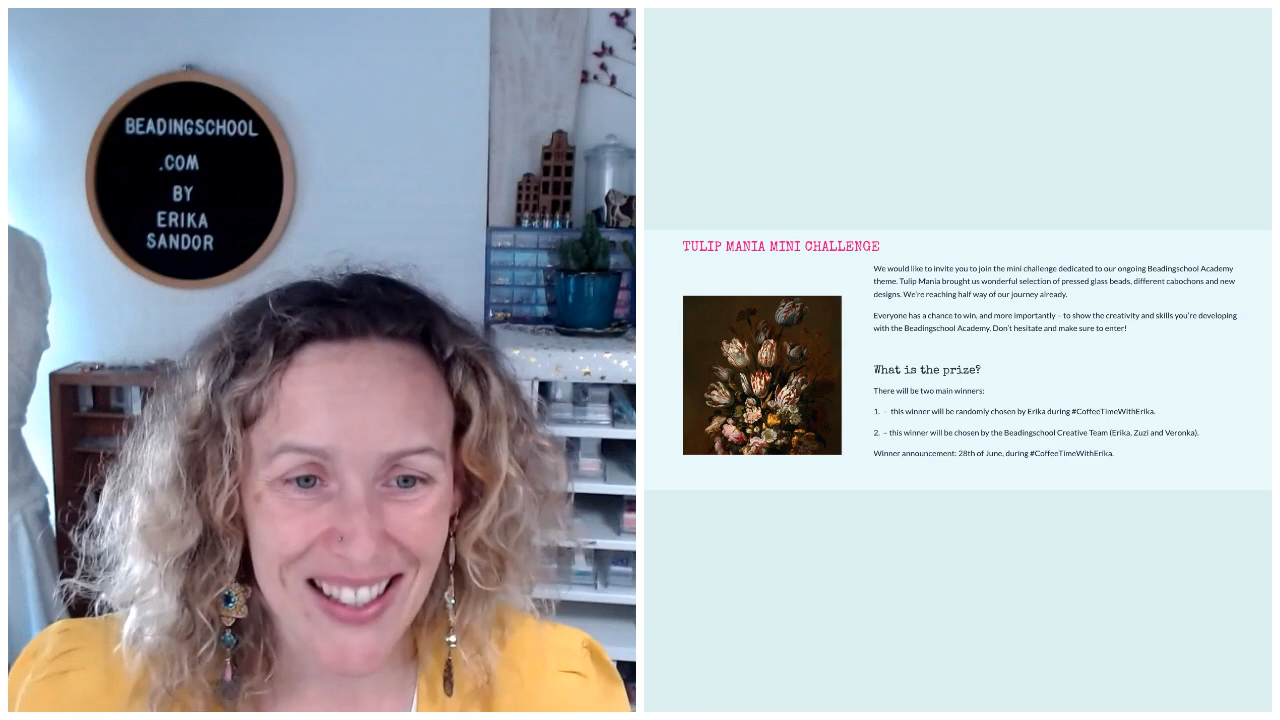 BEADINGSCHOOL
.COM
BY
ERIKA
SANDOR
TULIP MANIA MINI CHALLENGE
We would like to invite you to join the mini challenge dedicated to our ongoing Beadingschool Academy
theme. Tulip Mania brought us wonderful selection of pressed glass beads, different cabochons and new
designs. We're reaching half way of our journey already.
Everyone has a chance to win, and more importantly – to show the creativity and skills you're developing
with the Beadingschool Academy. Don't hesitate and make sure to enter!
What is the prize?
There will be two main winners:
1. – this winner will be randomly chosen by Erika during #CoffeeTimeWithErika.
2. – this winner will be chosen by the Beadingschool Creative Team (Erika, Zuzi and Veronka).
Winner announcement: 28th of June, during #CoffeeTimeWithErika.